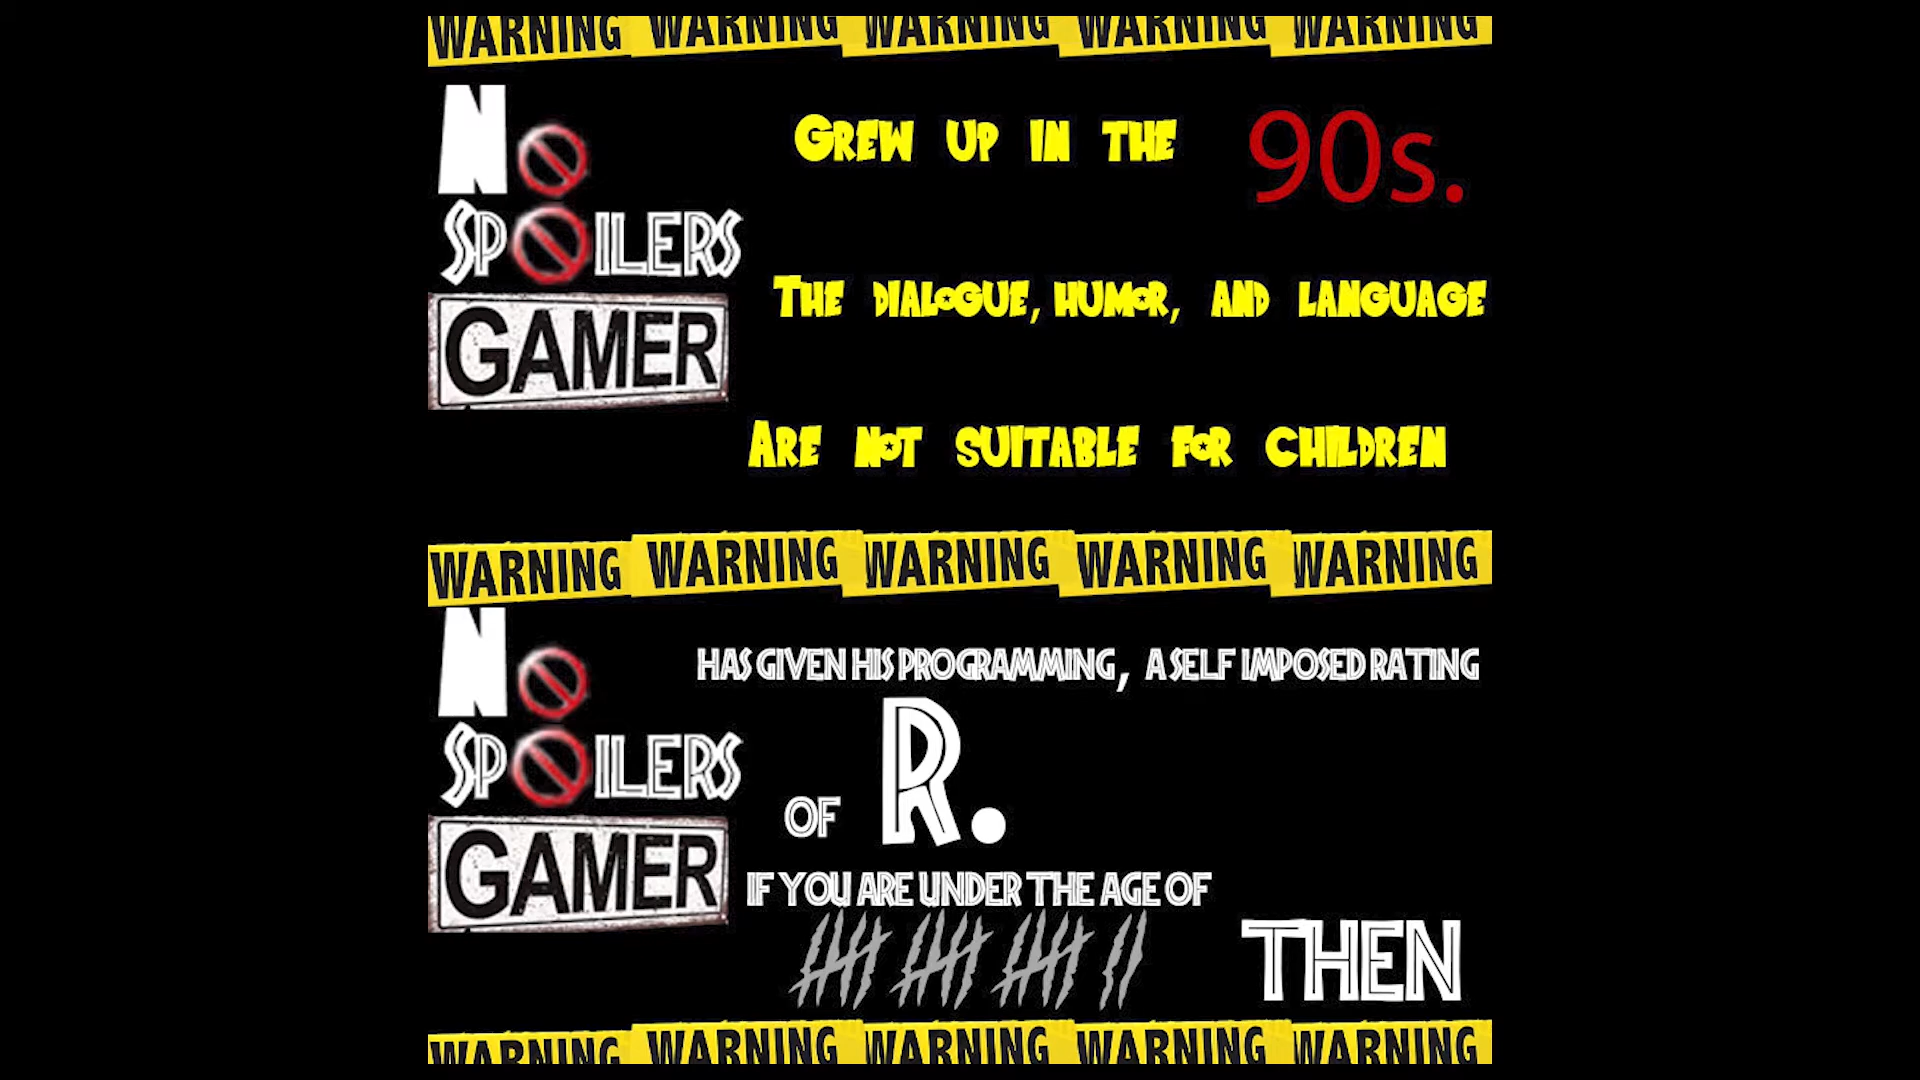 WARNING WARNING WARNING WARNING WARNING
No
Spoilers
GAMER
Grew up in the 90s.
The dialogue, humor, and language
Are not suitable for children
WARNING WARNING WARNING WARNING WARNING
No
Spoilers
GAMER
HAS GIVEN HIS PROGRAMMING, A SELF IMPOSED RATING
OF R.
IF YOU ARE UNDER THE AGE OF
THEN
WARNING WARNING WARNING WARNING WARNING